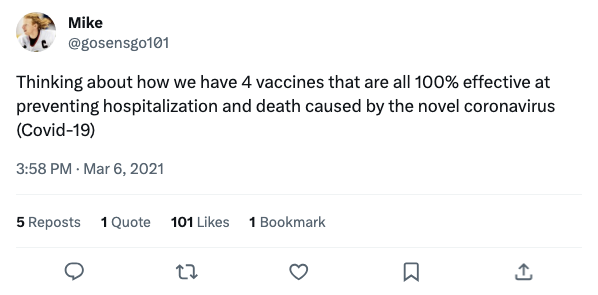 Mike
@gosensgo101
Thinking about how we have 4 vaccines that are all 100% effective at
preventing hospitalization and death caused by the novel coronavirus
(Covid-19)
3:58 PM · Mar 6, 2021
5 Reposts 1 Quote 101 Likes 1 Bookmark